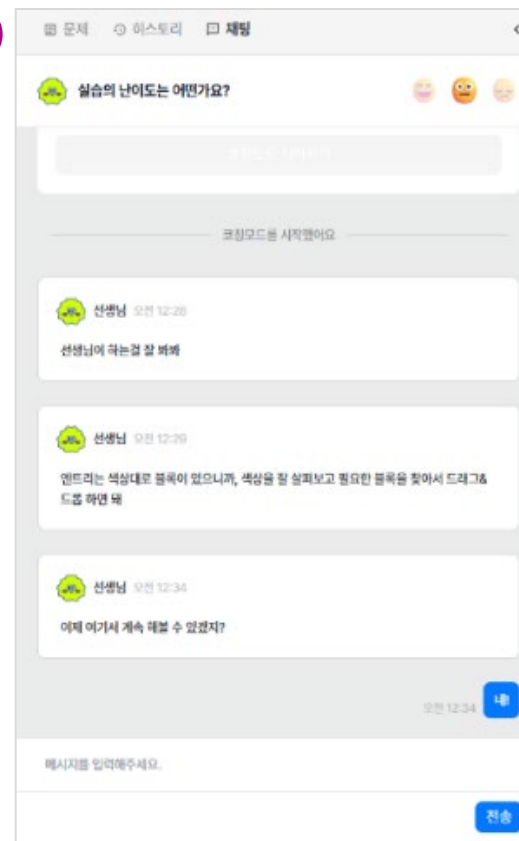 문제 히스토리 채팅
실습의 난이도는 어떤가요?
코칭모드를 시작했어요
선생님 오전 12:28
선생님이 하는걸 잘 봐봐
선생님 오전 12:29
엔트리는 색상대로 블록이 있으니까, 색상을 잘 살펴보고 필요한 블록을 찾아서 드래그&
드롭 하면 돼
선생님 오전 12:34
이제 여기서 계속 해볼 수 있겠지?
오전 12:34 네!
메시지를 입력해주세요.
전송